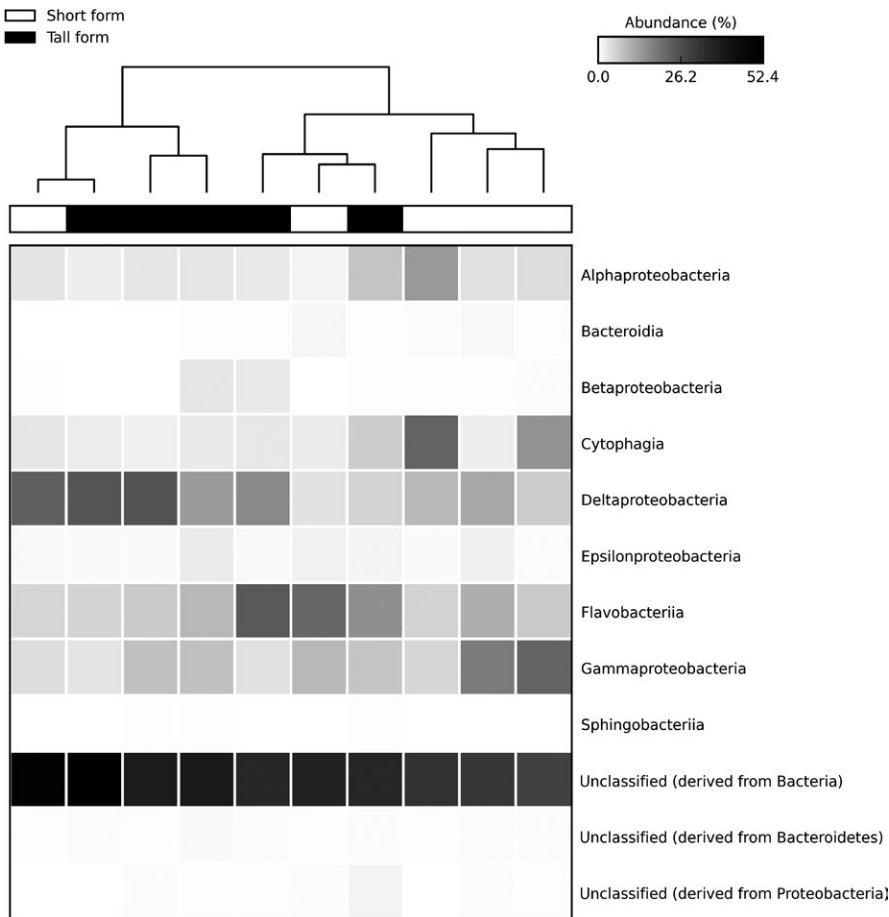 Short form
Tall form
Abundance (%)
0.0 26.2 52.4
Alphaproteobacteria
Bacteroidia
Betaproteobacteria
Cytophagia
Deltaproteobacteria
Epsilonproteobacteria
Flavobacteriia
Gammaproteobacteria
Sphingobacteriia
Unclassified (derived from Bacteria)
Unclassified (derived from Bacteroidetes)
Unclassified (derived from Proteobacteria)